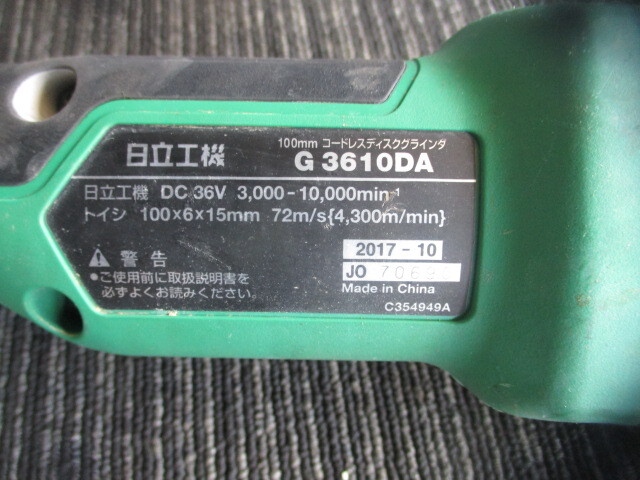 100mm コードレスディスクグラインダ
日立工機 G 3610DA
日立工機 DC 36V 3,000-10,000min⁻¹
トイシ 100×6×15mm 72m/s{4,300m/min}
警告
●ご使用前に取扱説明書を
必ずよくお読みください。
2017-10
JO
Made in China
C354949A